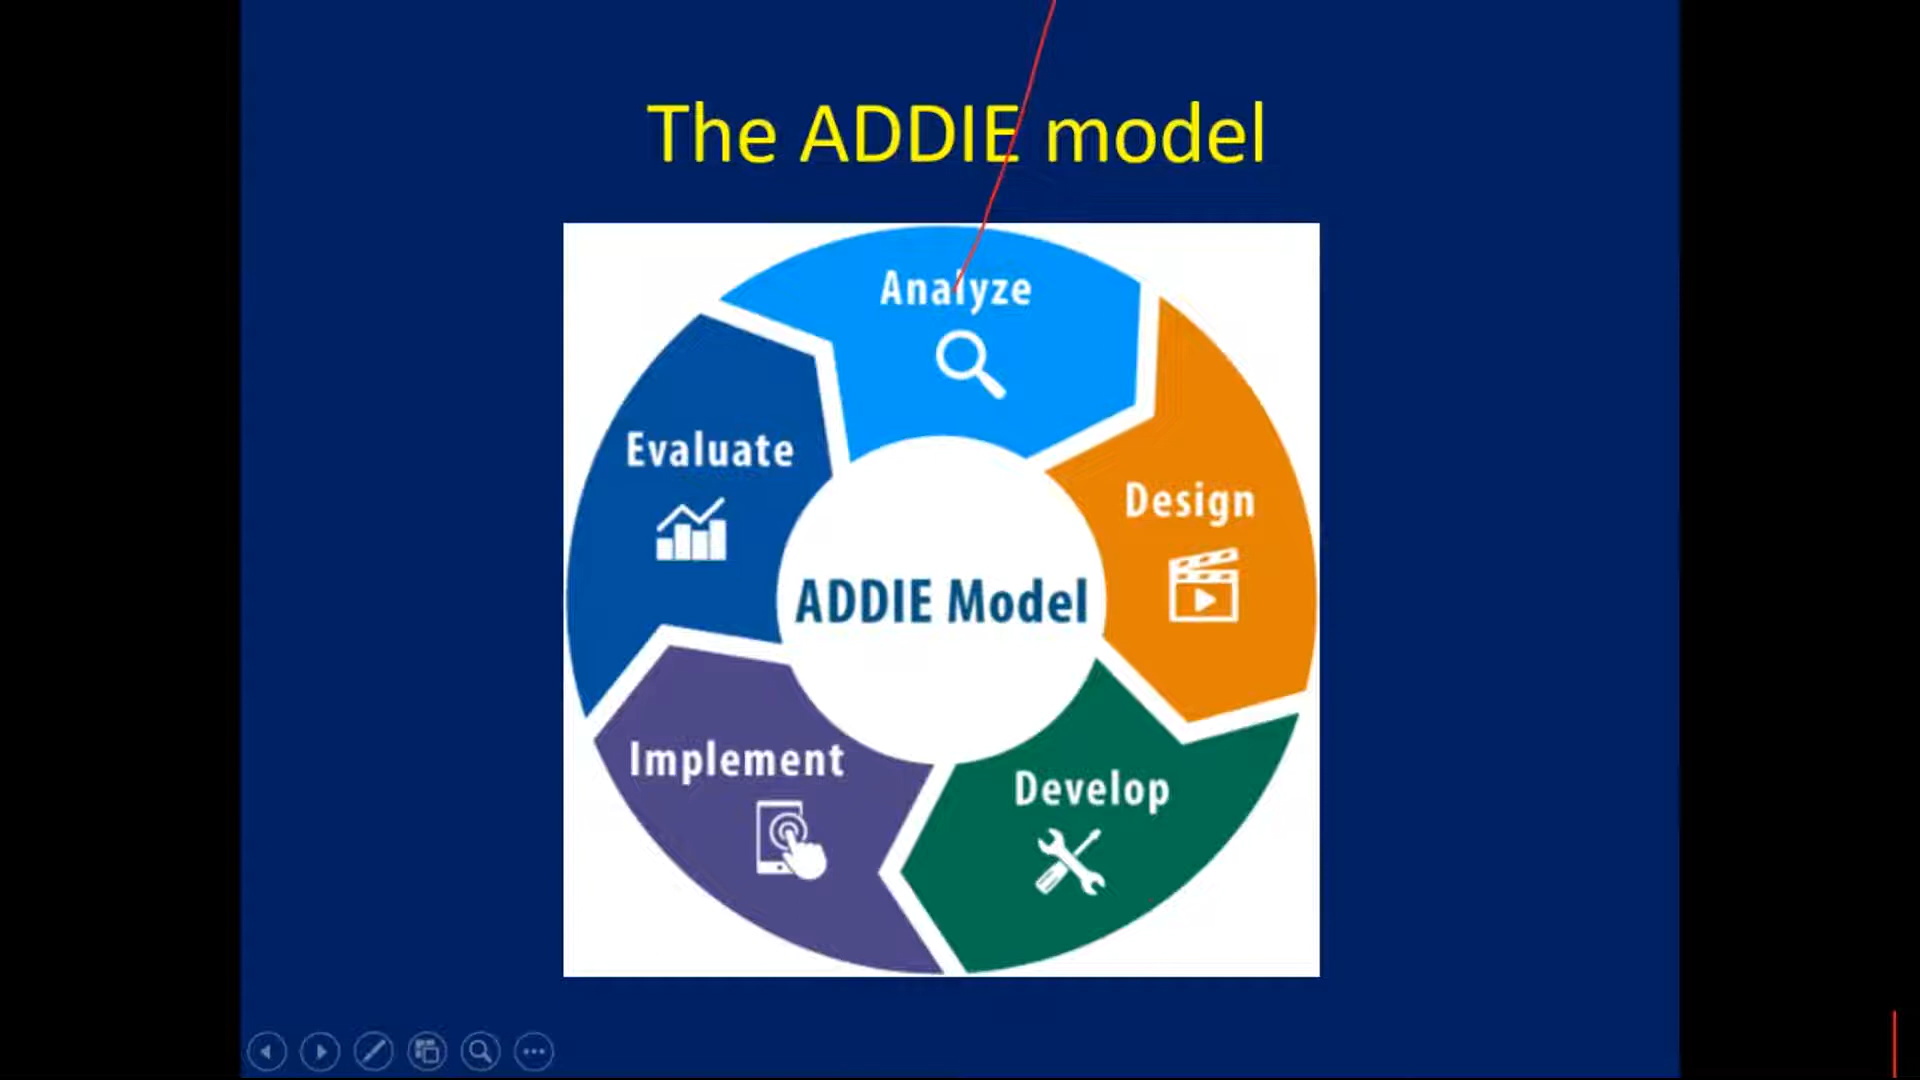 The ADDIE model
Analyze
Design
Develop
Implement
Evaluate
ADDIE Model